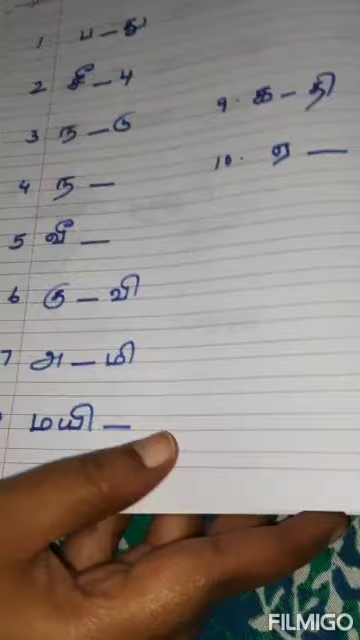 1 ப _ து
2 சீ _ பு
3 ந _ டு
4 ந _
5 வீ _
6 கு _ வி
7 அ _ மி
மயி _
9. க _ தி
10. ஏ _
FILMIGO